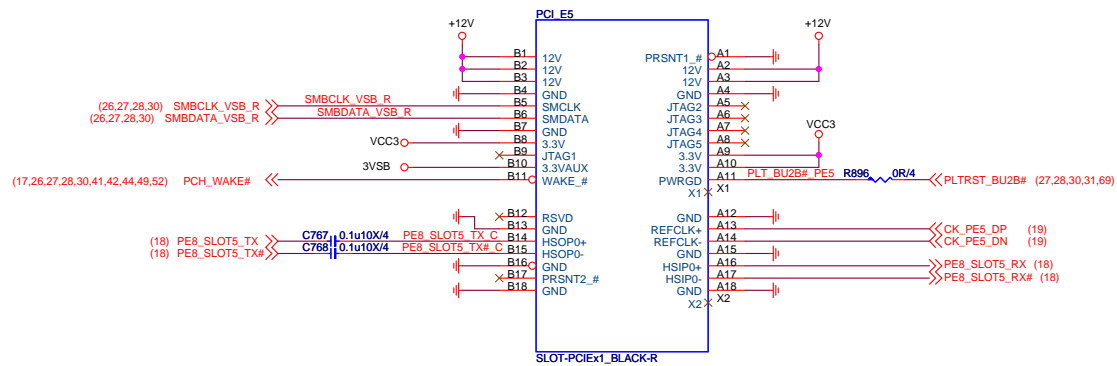 PCI_E5
+12V +12V
B1 12V PRSNT1_# A1
B2 12V 12V A2
B3 12V 12V A3
B4 GND GND A4
(26,27,28,30) SMBCLK_VSB_R SMBCLK_VSB_R B5 SMCLK JTAG2 A5
(26,27,28,30) SMBDATA_VSB_R SMBDATA_VSB_R B6 SMDATA JTAG3 A6
B7 GND JTAG4 A7
VCC3 B8 3.3V JTAG5 A8 VCC3
B9 JTAG1 3.3V A9
3VSB B10 3.3VAUX 3.3V A10
(17,26,27,28,30,41,42,44,49,52) PCH_WAKE# B11 WAKE_# PWRGD A11 PLT_BU2B#_PE5 R896 0R/4 PLTRST_BU2B# (27,28,30,31,69)
X1 X1
B12 RSVD GND A12
B13 GND REFCLK+ A13 CK_PE5_DP (19)
(18) PE8_SLOT5_TX C767 0.1u10X/4 PE8_SLOT5_TX_C B14 HSOP0+ REFCLK- A14 CK_PE5_DN (19)
(18) PE8_SLOT5_TX# C768 0.1u10X/4 PE8_SLOT5_TX#_C B15 HSOP0- GND A15
B16 GND HSIP0+ A16 PE8_SLOT5_RX (18)
B17 PRSNT2_# HSIP0- A17 PE8_SLOT5_RX# (18)
B18 GND GND A18
X2 X2
SLOT-PCIEx1_BLACK-R